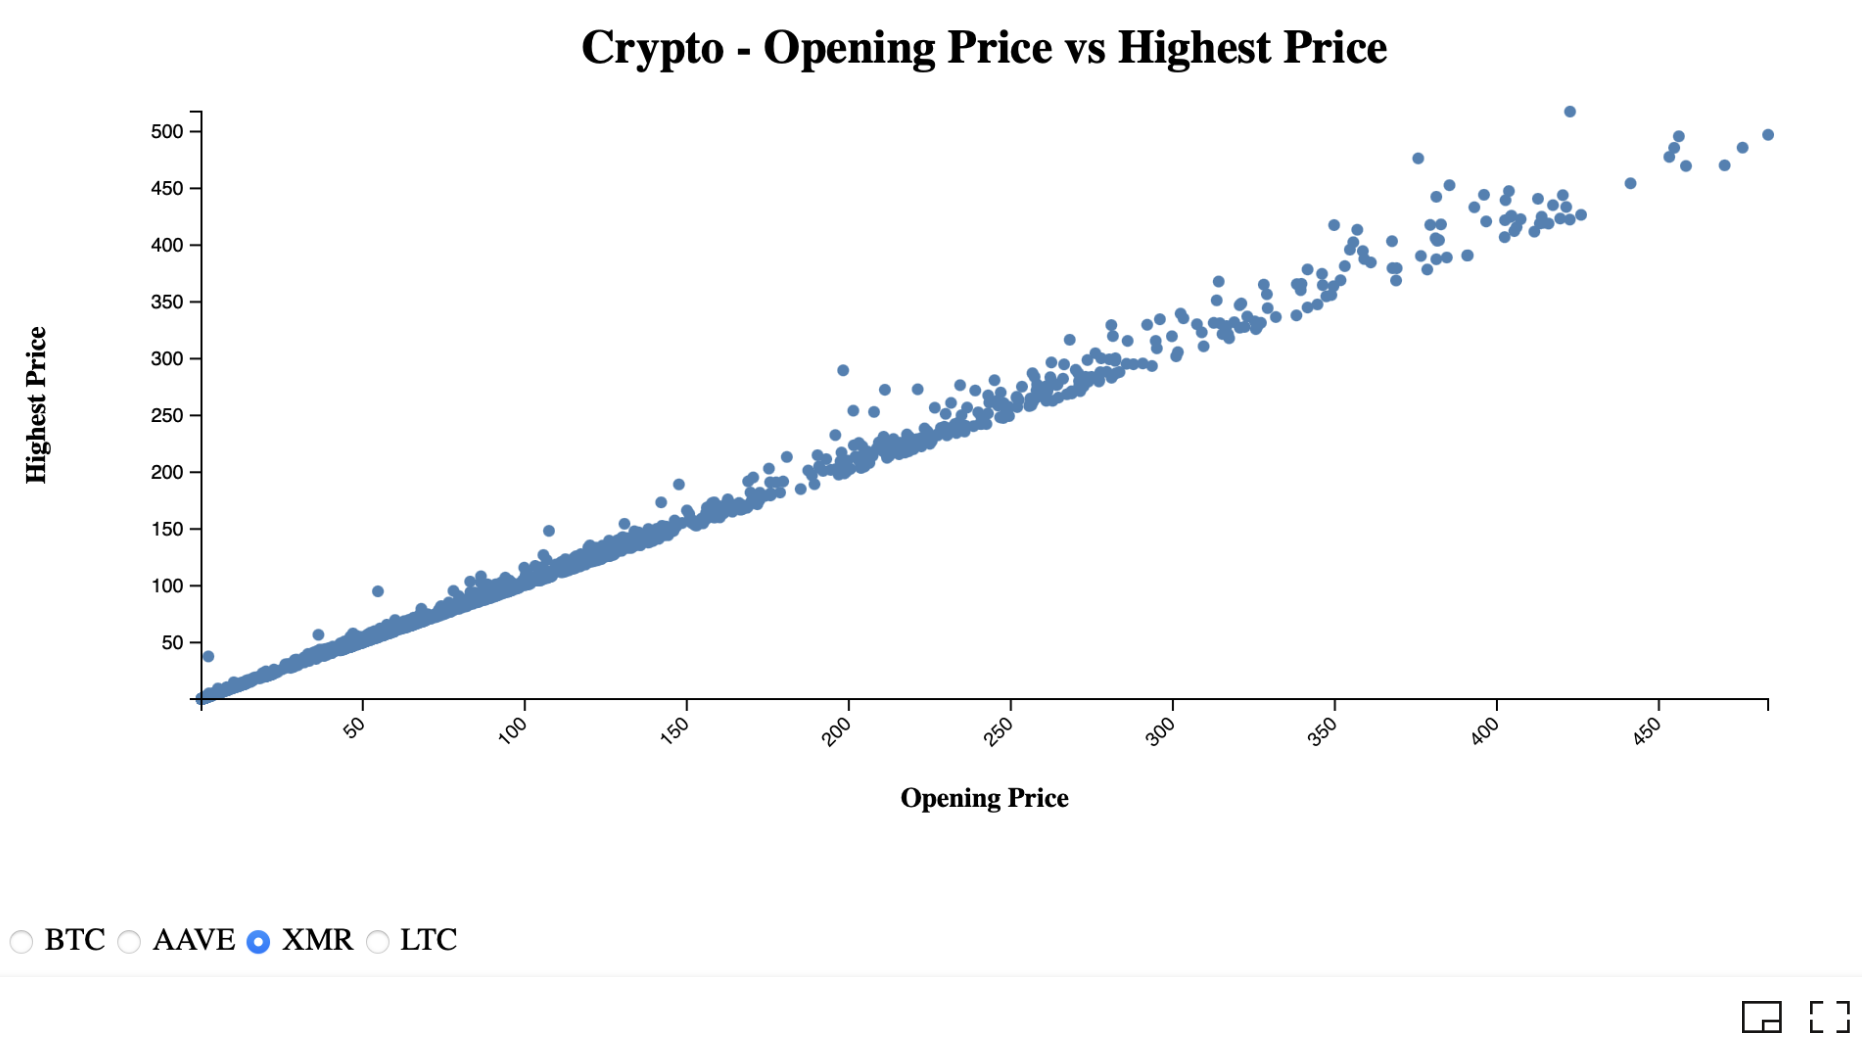 Crypto - Opening Price vs Highest Price
500
450
400
350
300
250
200
150
100
50
Highest Price
50 100 150 200 250 300 350 400 450
Opening Price
BTC AAVE XMR LTC